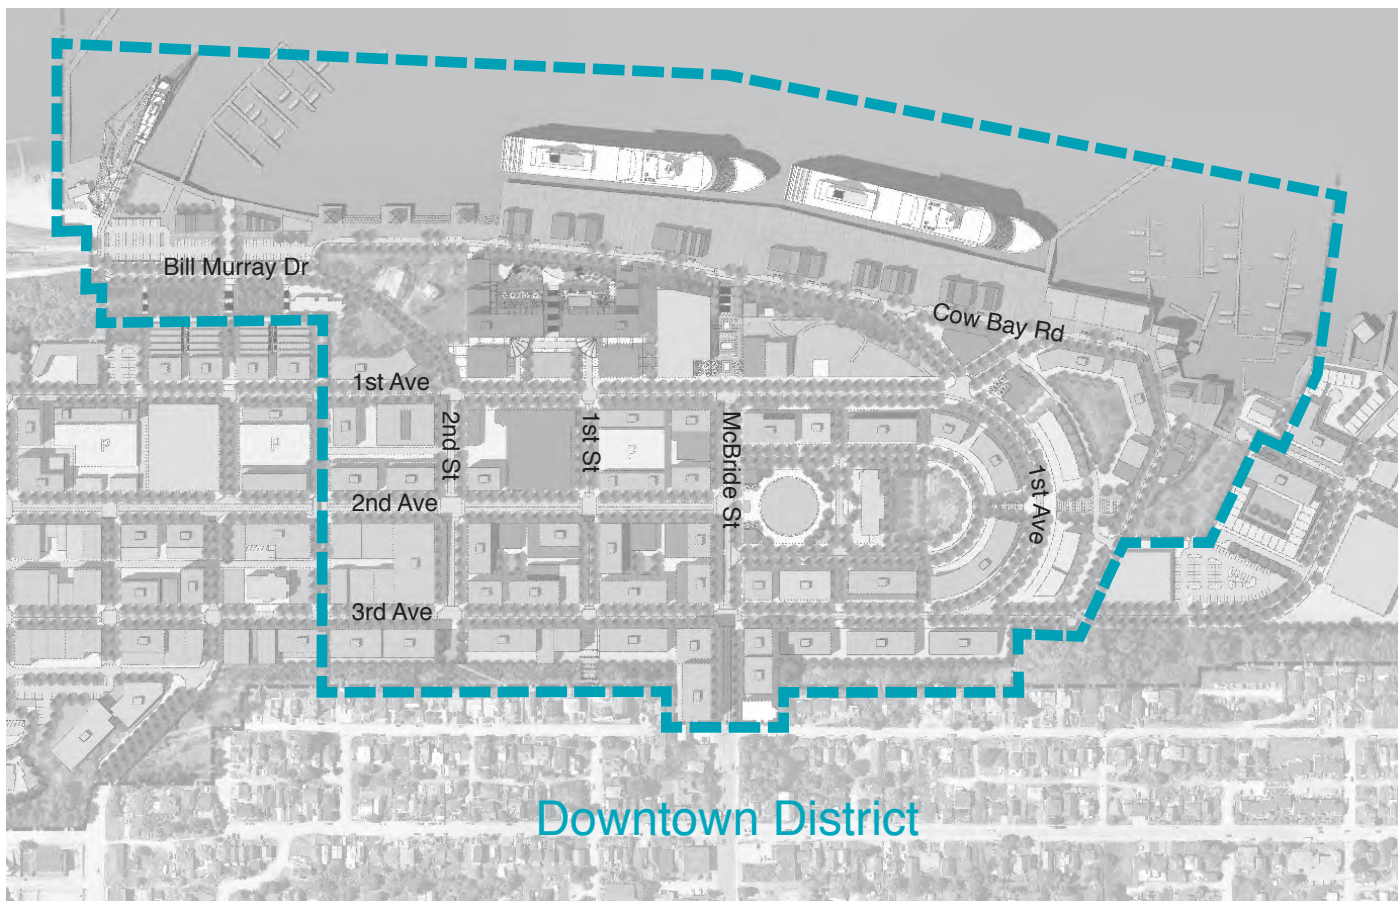 Bill Murray Dr
Cow Bay Rd
1st Ave
2nd St
1st St
McBride St
1st Ave
2nd Ave
3rd Ave
P
P
Downtown District